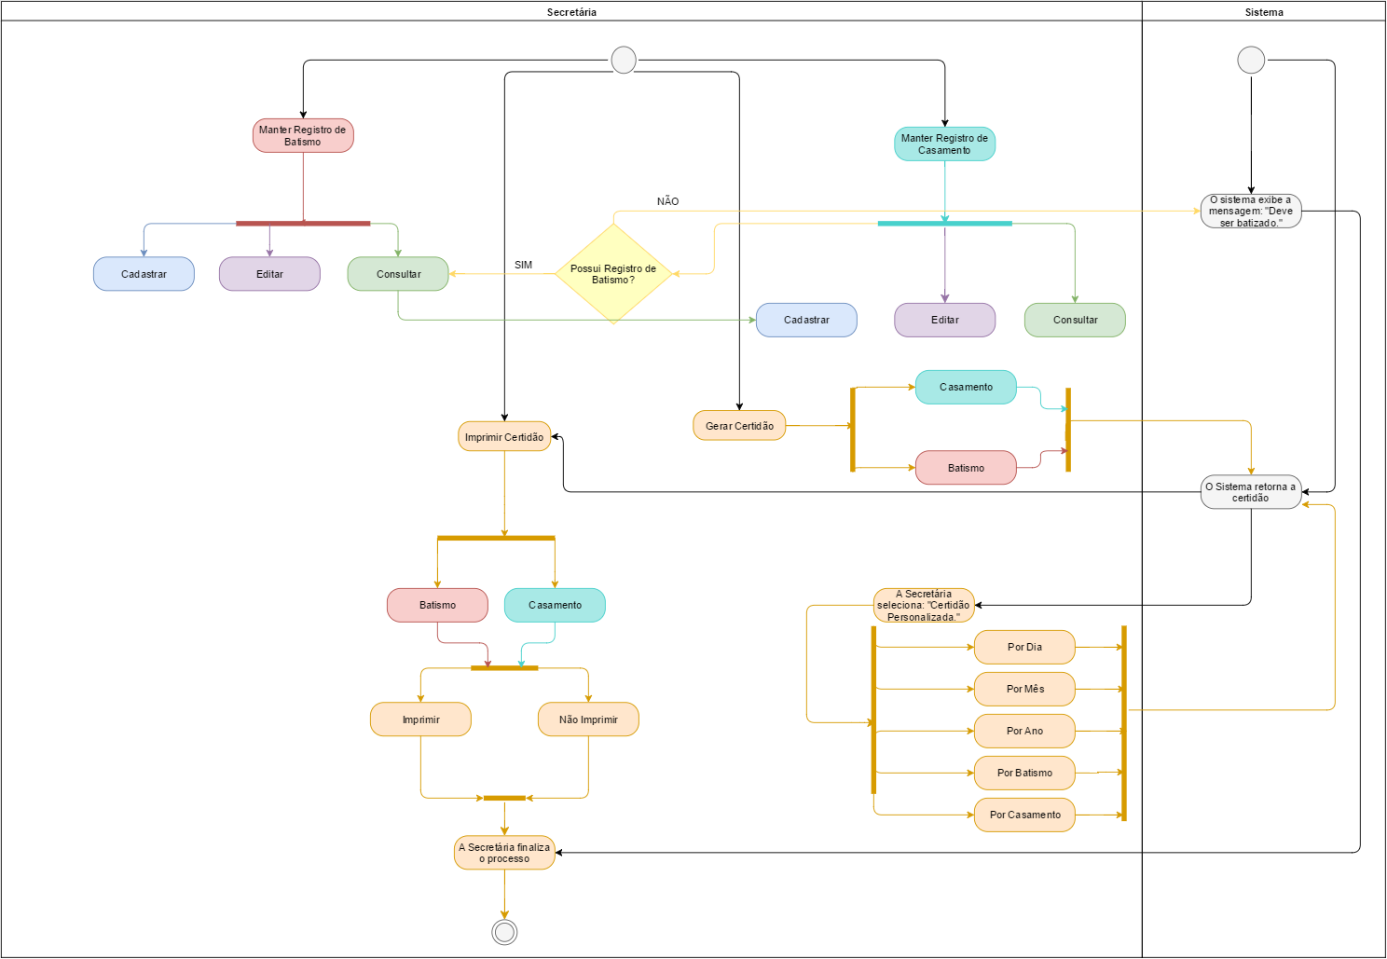 Secretária
Sistema
Manter Registro de
Batismo
Manter Registro de
Casamento
NÃO
O sistema exibe a
mensagem: "Deve
ser batizado."
Cadastrar
Editar
Consultar
SIM
Possui Registro de
Batismo?
Cadastrar
Editar
Consultar
Casamento
Imprimir Certidão
Gerar Certidão
Batismo
O Sistema retorna a
certidão
Batismo
Casamento
A Secretária
seleciona: "Certidão
Personalizada."
Por Dia
Por Mês
Imprimir
Não Imprimir
Por Ano
Por Batismo
Por Casamento
A Secretária finaliza
o processo